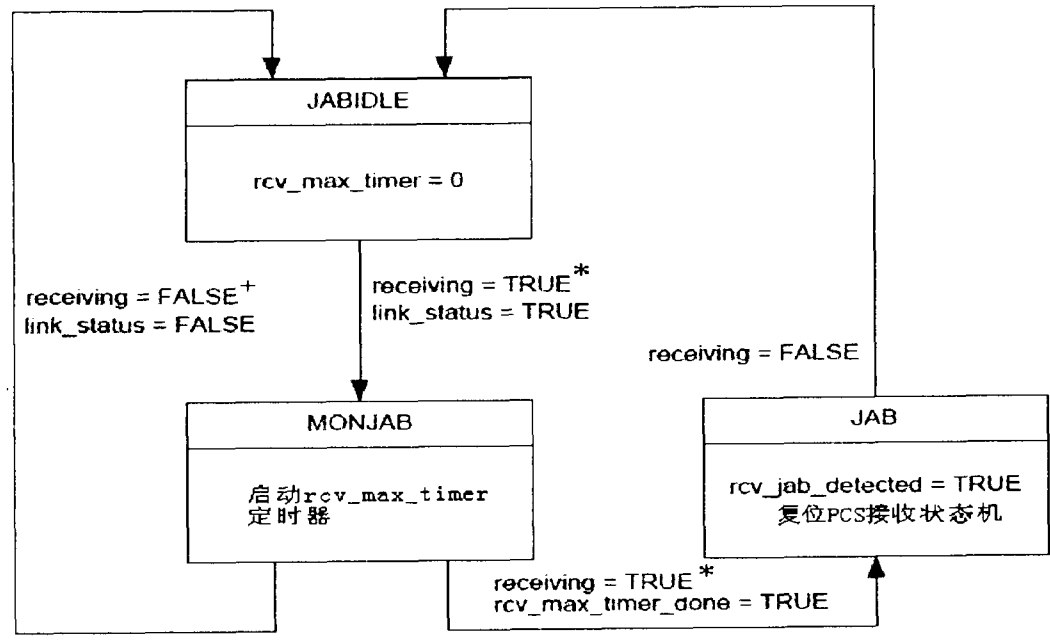 JABIDLE
rcv_max_timer = 0
receiving = FALSE+
link_status = FALSE
receiving = TRUE*
link_status = TRUE
receiving = FALSE
MONJAB
启动rcv_max_timer
定时器
JAB
rcv_jab_detected = TRUE
复位PCS接收状态机
receiving = TRUE*
rcv_max_timer_done = TRUE